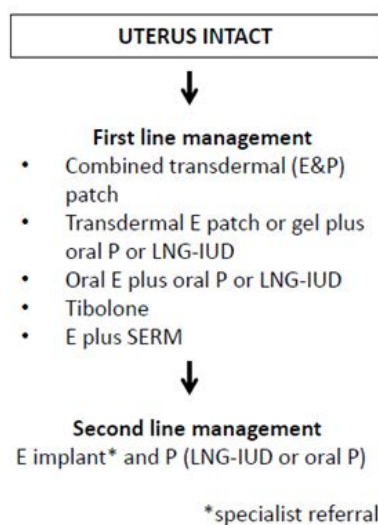 UTERUS INTACT
First line management
• Combined transdermal (E&P)
patch
• Transdermal E patch or gel plus
oral P or LNG-IUD
• Oral E plus oral P or LNG-IUD
• Tibolone
• E plus SERM
Second line management
E implant* and P (LNG-IUD or oral P)
*specialist referral